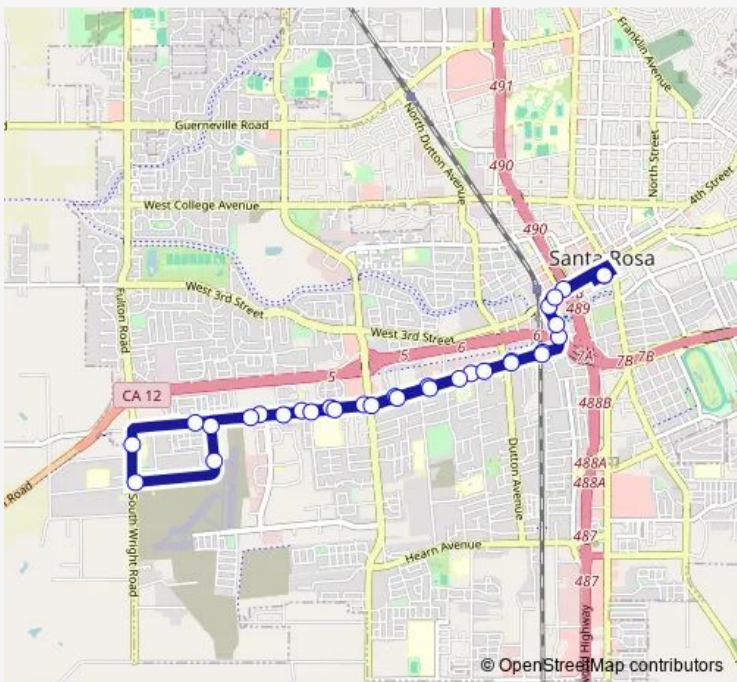 Franklin Avenue
491
North Dutton Avenue
Guerneville Road
490
North Street
4th Street
West College Avenue
490
Santa Rosa
Fulton Road
West 3rd Street
489
West 3rd Street
6
5
6
7A
7B
7B
5
CA 12
488B
Dutton Avenue
488A
488A
Road
South Wright Road
487
Hearn Avenue
487
Highway
© OpenStreetMap contributors